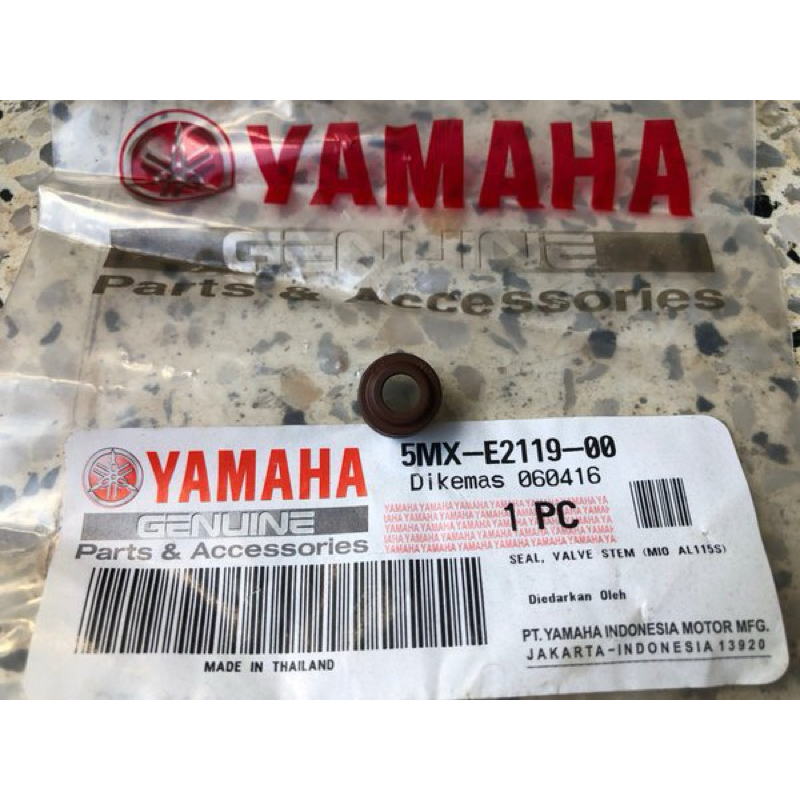 YAMAHA
GENUINE
Parts & Accessories
YAMAHA
GENUINE
Parts & Accessories
MADE IN THAILAND
5MX-E2119-00
Dikemas 060416
YAMAHAYAMAHAYAMAHAYAMAHAYAMAHAYA
1 PC
SEAL, VALVE STEM (MIO AL115S)
Diedarkan Oleh
PT. YAMAHA INDONESIA MOTOR MFG.
JAKARTA-INDONESIA 13920